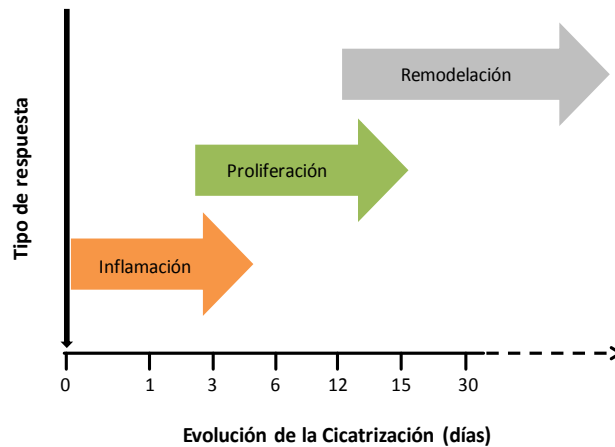 Remodelación
Proliferación
Inflamación
Tipo de respuesta
0 1 3 6 12 15 30
Evolución de la Cicatrización (días)